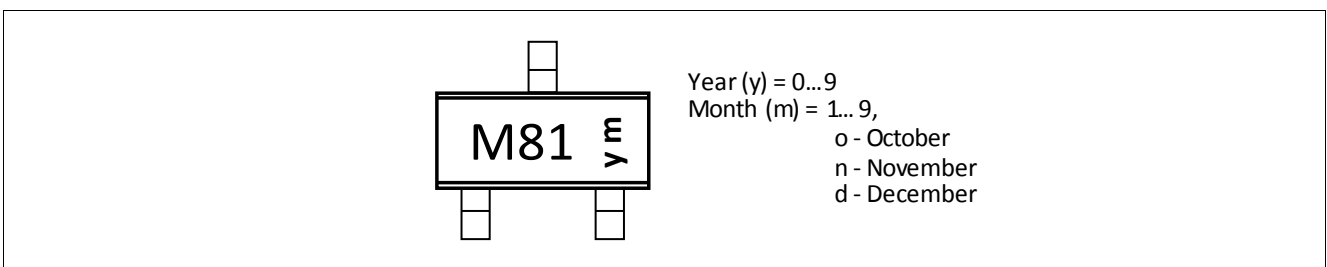 M81 y m
Year (y) = 0...9
Month (m) = 1...9,
o - October
n - November
d - December